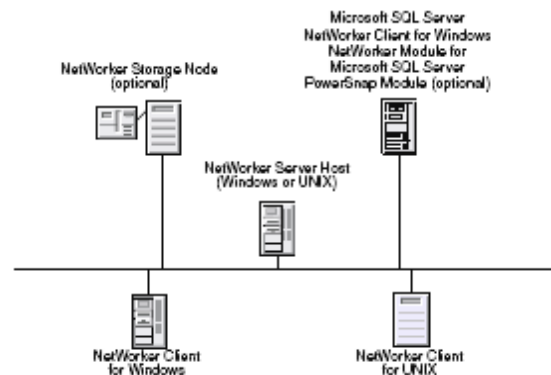 Microsoft SQL Server
NetWorker Client for Windows
NetWorker Module for
Microsoft SQL Server
PowerSnap Module (optional)
NetWorker Storage Node
(optional)
NetWorker Server Host
(Windows or UNIX)
NetWorker Client
for Windows
NetWorker Client
for UNIX